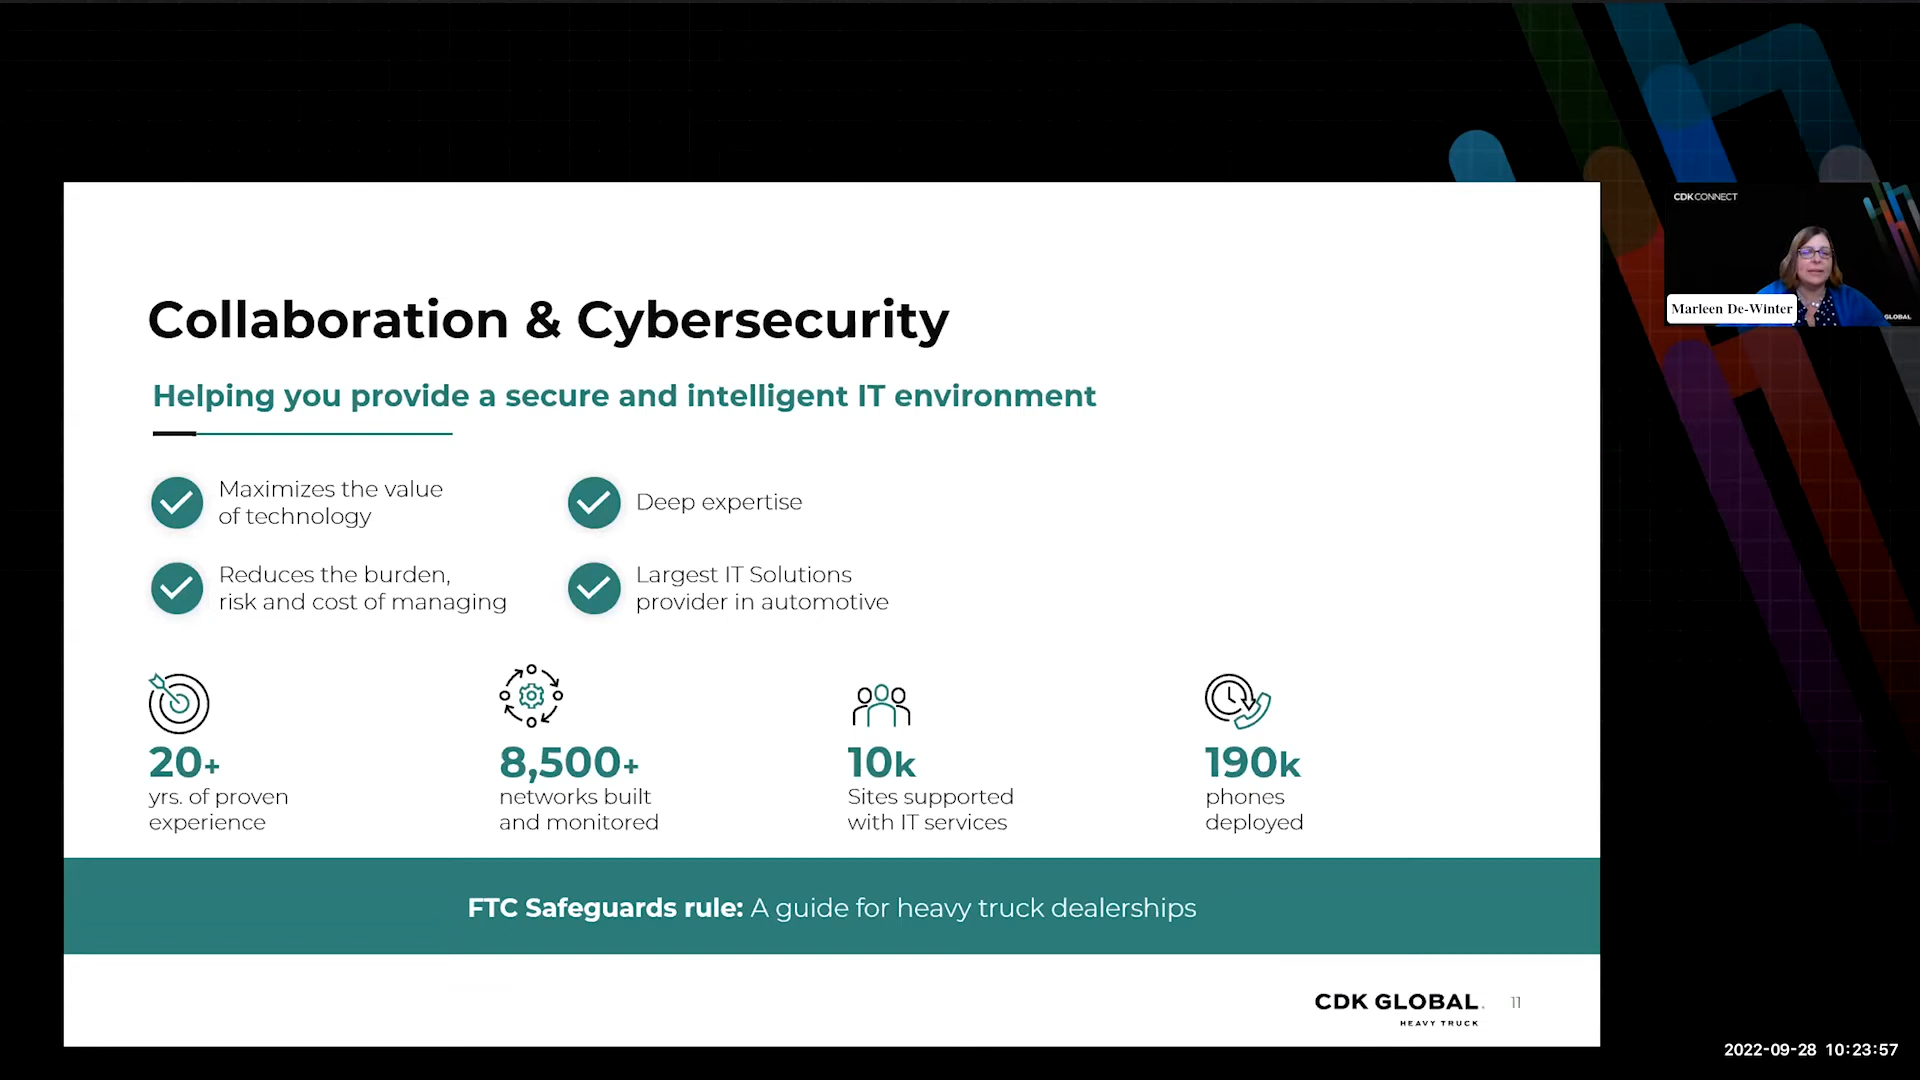 Collaboration & Cybersecurity
Helping you provide a secure and intelligent IT environment
Maximizes the value
of technology
Deep expertise
Reduces the burden,
risk and cost of managing
Largest IT Solutions
provider in automotive
20+
yrs. of proven
experience
8,500+
networks built
and monitored
10k
Sites supported
with IT services
190k
phones
deployed
FTC Safeguards rule: A guide for heavy truck dealerships
CDK GLOBAL
HEAVY TRUCK
11
CDK CONNECT
Marleen De-Winter
GLOBAL
2022-09-28 10:23:57